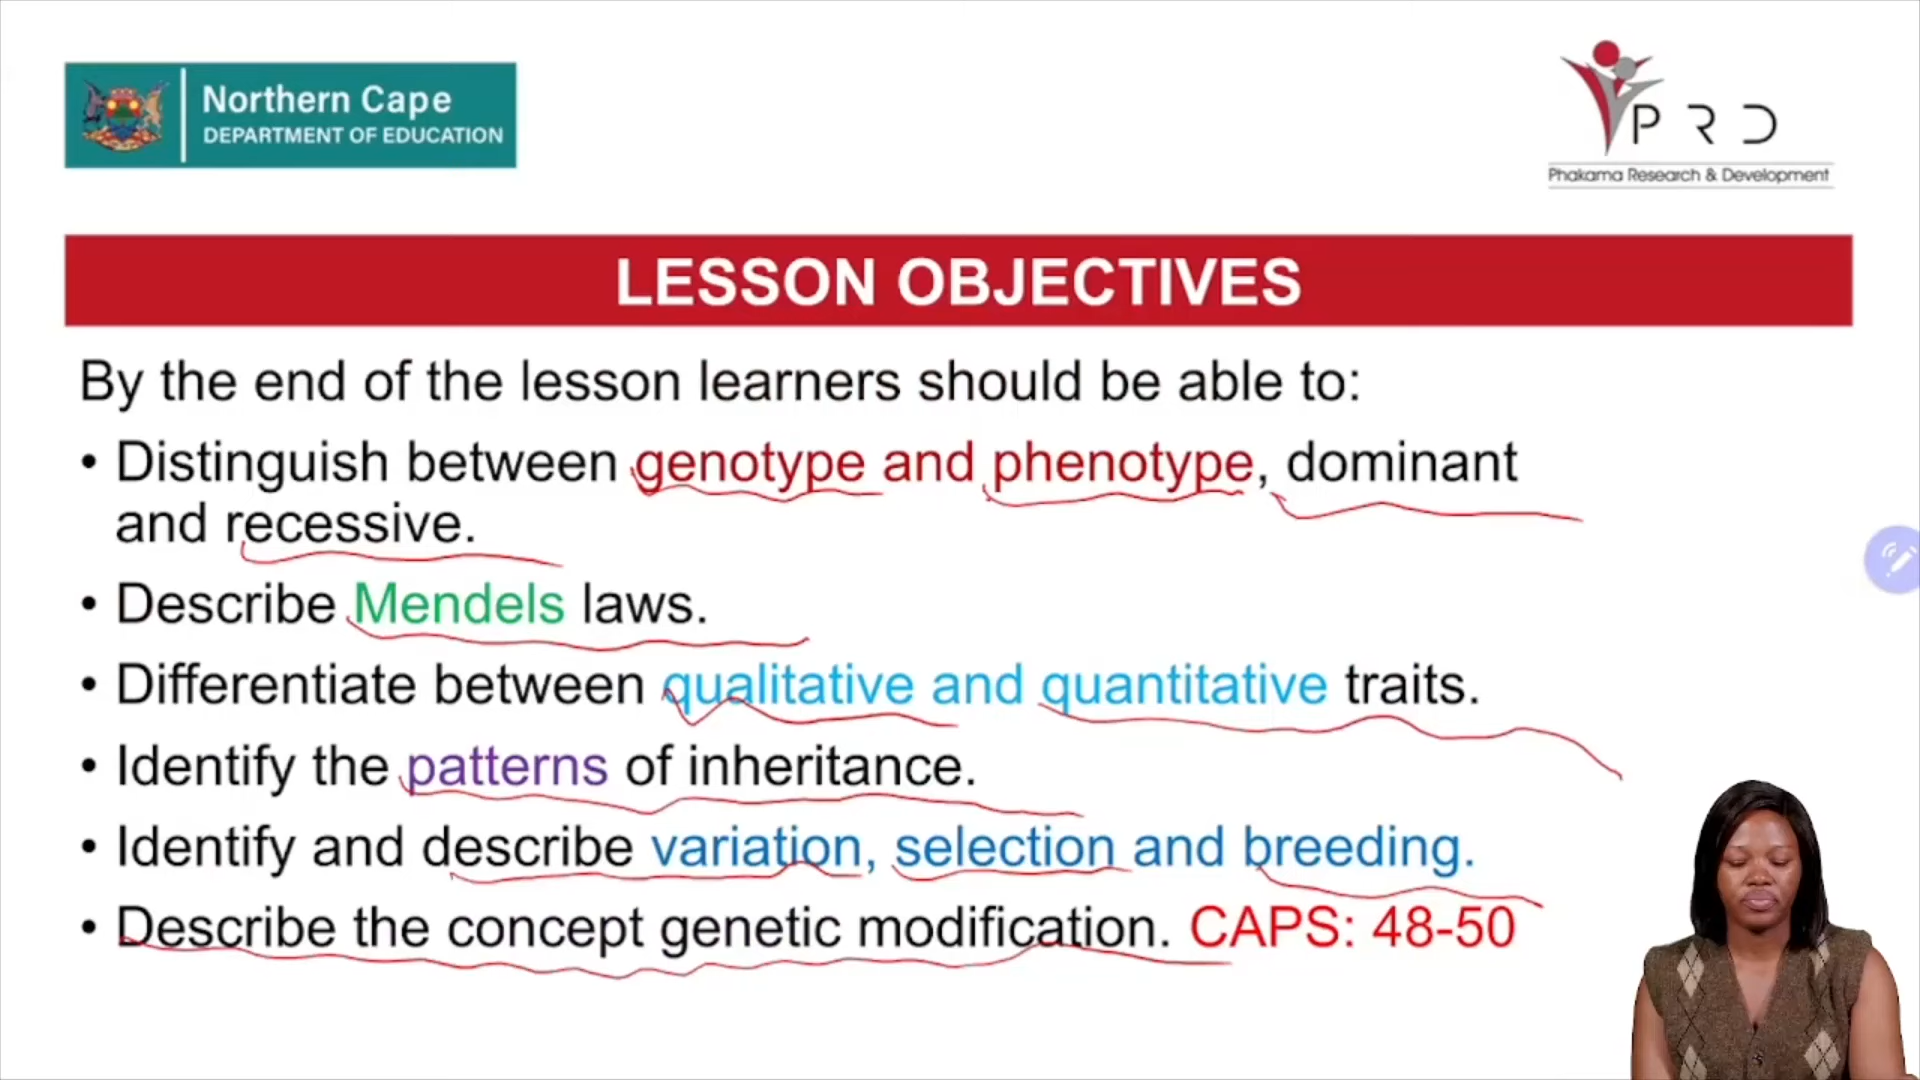 Northern Cape
DEPARTMENT OF EDUCATION
PRD
Phakama Research & Development
LESSON OBJECTIVES
By the end of the lesson learners should be able to:
• Distinguish between genotype and phenotype, dominant
and recessive.
• Describe Mendels laws.
• Differentiate between qualitative and quantitative traits.
• Identify the patterns of inheritance.
• Identify and describe variation, selection and breeding.
• Describe the concept genetic modification. CAPS: 48-50